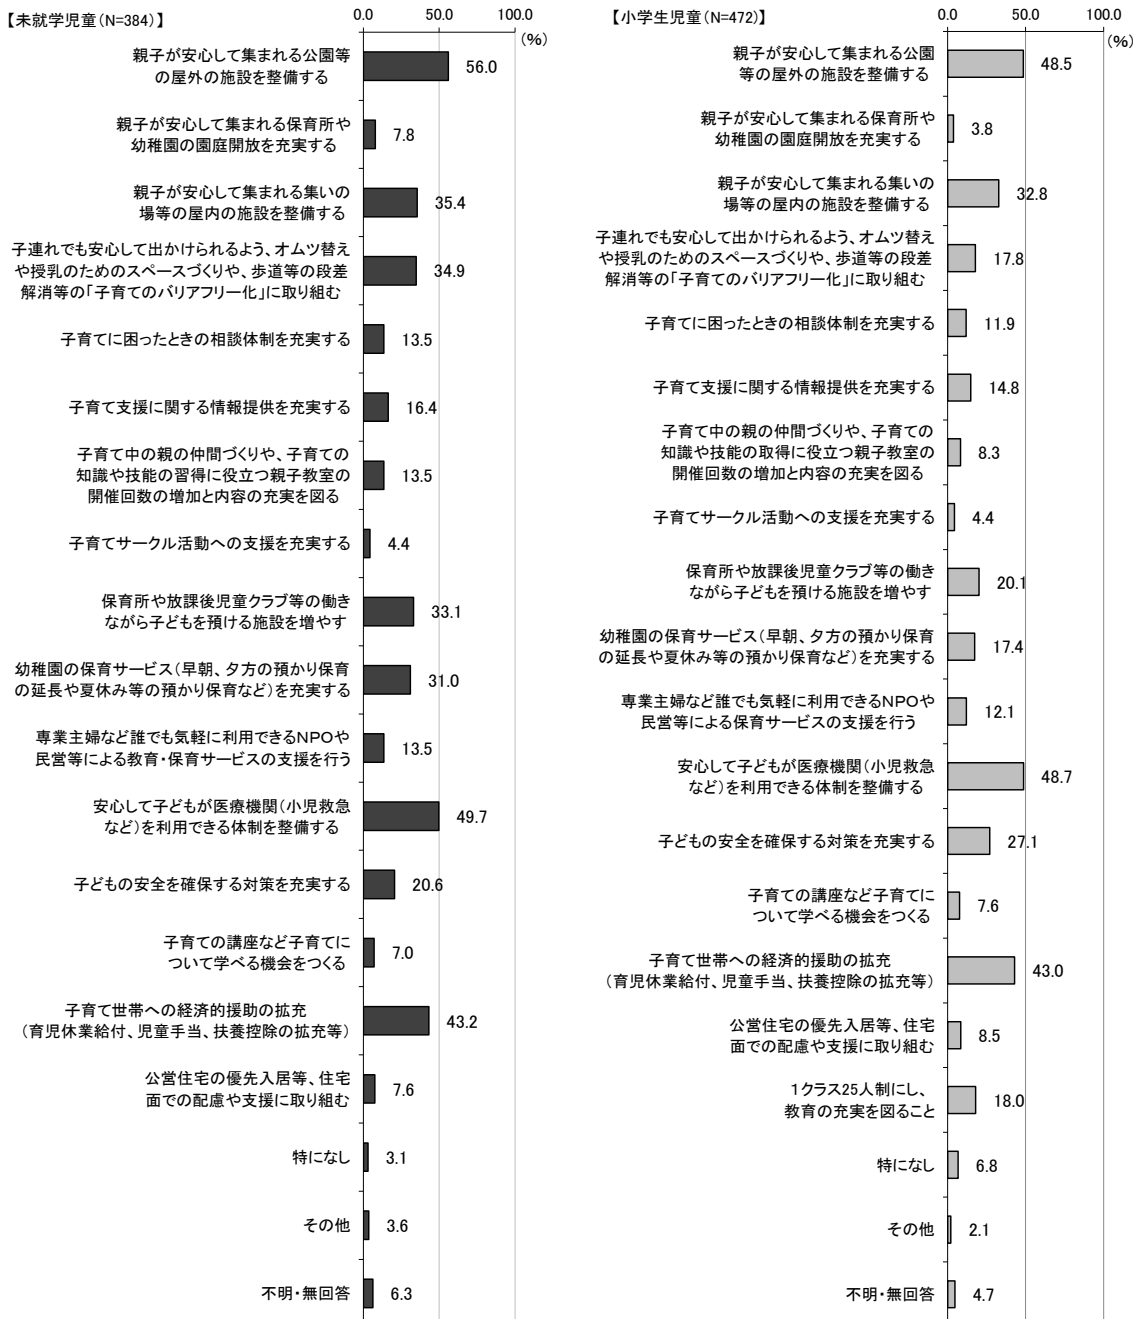 【未就学児童(N=384)】
0.0 50.0 100.0
(%)
親子が安心して集まれる公園等
の屋外の施設を整備する
56.0
親子が安心して集まれる保育所や
幼稚園の園庭開放を充実する
7.8
親子が安心して集まれる集いの
場等の屋内の施設を整備する
35.4
子連れでも安心して出かけられるよう、オムツ替え
や授乳のためのスペースづくりや、歩道等の段差
解消等の「子育てのバリアフリー化」に取り組む
34.9
子育てに困ったときの相談体制を充実する
13.5
子育て支援に関する情報提供を充実する
16.4
子育て中の親の仲間づくりや、子育ての
知識や技能の習得に役立つ親子教室の
開催回数の増加と内容の充実を図る
13.5
子育てサークル活動への支援を充実する
4.4
保育所や放課後児童クラブ等の働き
ながら子どもを預ける施設を増やす
33.1
幼稚園の保育サービス(早朝、夕方の預かり保育
の延長や夏休み等の預かり保育など)を充実する
31.0
専業主婦など誰でも気軽に利用できるNPOや
民営等による教育・保育サービスの支援を行う
13.5
安心して子どもが医療機関(小児救急
など)を利用できる体制を整備する
49.7
子どもの安全を確保する対策を充実する
20.6
子育ての講座など子育てに
ついて学べる機会をつくる
7.0
子育て世帯への経済的援助の拡充
(育児休業給付、児童手当、扶養控除の拡充等)
43.2
公営住宅の優先入居等、住宅
面での配慮や支援に取り組む
7.6
特になし
3.1
その他
3.6
不明・無回答
6.3
【小学生児童(N=472)】
0.0 50.0 100.0
(%)
親子が安心して集まれる公園
等の屋外の施設を整備する
48.5
親子が安心して集まれる保育所や
幼稚園の園庭開放を充実する
3.8
親子が安心して集まれる集いの
場等の屋内の施設を整備する
32.8
子連れでも安心して出かけられるよう、オムツ替え
や授乳のためのスペースづくりや、歩道等の段差
解消等の「子育てのバリアフリー化」に取り組む
17.8
子育てに困ったときの相談体制を充実する
11.9
子育て支援に関する情報提供を充実する
14.8
子育て中の親の仲間づくりや、子育ての
知識や技能の取得に役立つ親子教室の
開催回数の増加と内容の充実を図る
8.3
子育てサークル活動への支援を充実する
4.4
保育所や放課後児童クラブ等の働き
ながら子どもを預ける施設を増やす
20.1
幼稚園の保育サービス(早朝、夕方の預かり保育
の延長や夏休み等の預かり保育など)を充実する
17.4
専業主婦など誰でも気軽に利用できるNPOや
民営等による保育サービスの支援を行う
12.1
安心して子どもが医療機関(小児救急
など)を利用できる体制を整備する
48.7
子どもの安全を確保する対策を充実する
27.1
子育ての講座など子育てに
ついて学べる機会をつくる
7.6
子育て世帯への経済的援助の拡充
(育児休業給付、児童手当、扶養控除の拡充等)
43.0
公営住宅の優先入居等、住宅
面での配慮や支援に取り組む
8.5
1クラス25人制にし、
教育の充実を図ること
18.0
特になし
6.8
その他
2.1
不明・無回答
4.7